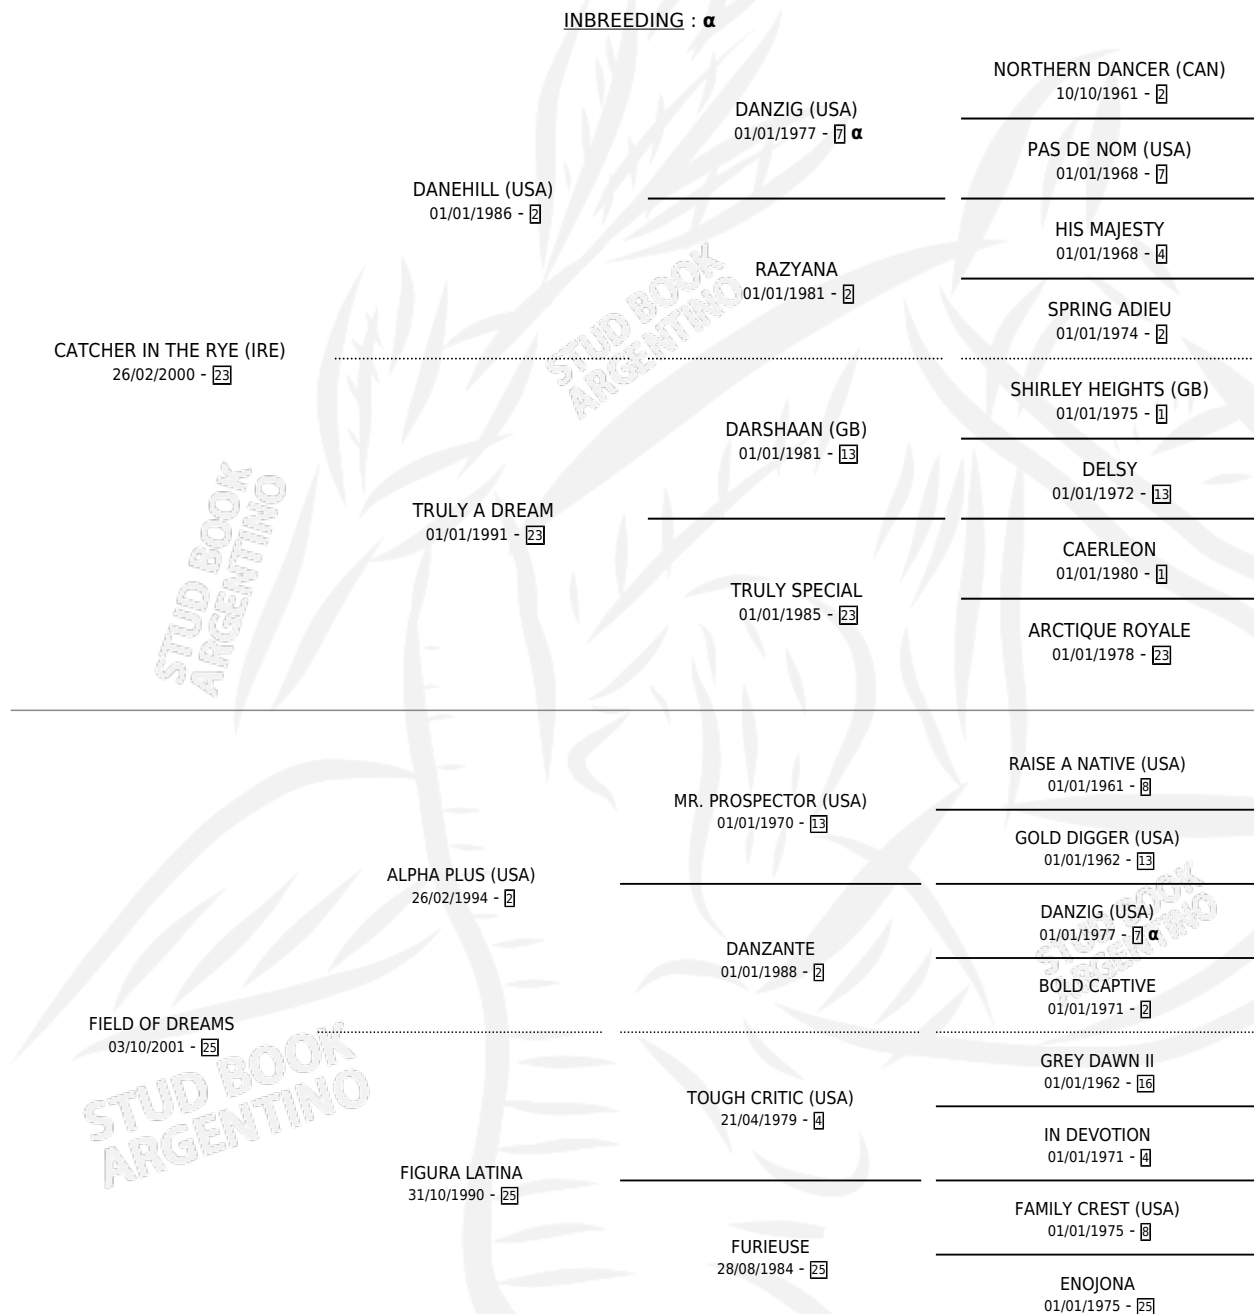 INBREEDING : α
NORTHERN DANCER (CAN)
10/10/1961 - 2
DANZIG (USA)
01/01/1977 - 7 α
PAS DE NOM (USA)
01/01/1968 - 7
DANEHILL (USA)
01/01/1986 - 2
HIS MAJESTY
01/01/1968 - 4
RAZYANA
01/01/1981 - 2
SPRING ADIEU
01/01/1974 - 2
CATCHER IN THE RYE (IRE)
26/02/2000 - 23
SHIRLEY HEIGHTS (GB)
01/01/1975 - 1
DARSHAAN (GB)
01/01/1981 - 13
DELSY
01/01/1972 - 13
TRULY A DREAM
01/01/1991 - 23
CAERLEON
01/01/1980 - 1
TRULY SPECIAL
01/01/1985 - 23
ARCTIQUE ROYALE
01/01/1978 - 23
RAISE A NATIVE (USA)
01/01/1961 - 8
MR. PROSPECTOR (USA)
01/01/1970 - 13
GOLD DIGGER (USA)
01/01/1962 - 13
ALPHA PLUS (USA)
26/02/1994 - 2
DANZIG (USA)
01/01/1977 - 7 α
DANZANTE
01/01/1988 - 2
BOLD CAPTIVE
01/01/1971 - 2
FIELD OF DREAMS
03/10/2001 - 25
GREY DAWN II
01/01/1962 - 16
TOUGH CRITIC (USA)
21/04/1979 - 4
IN DEVOTION
01/01/1971 - 4
FIGURA LATINA
31/10/1990 - 25
FAMILY CREST (USA)
01/01/1975 - 8
FURIEUSE
28/08/1984 - 25
ENOJONA
01/01/1975 - 25
STUD BOOK
ARGENTINO
STUD BOOK
ARGENTINO
STUD BOOK
ARGENTINO
STUD BOOK
ARGENTINO